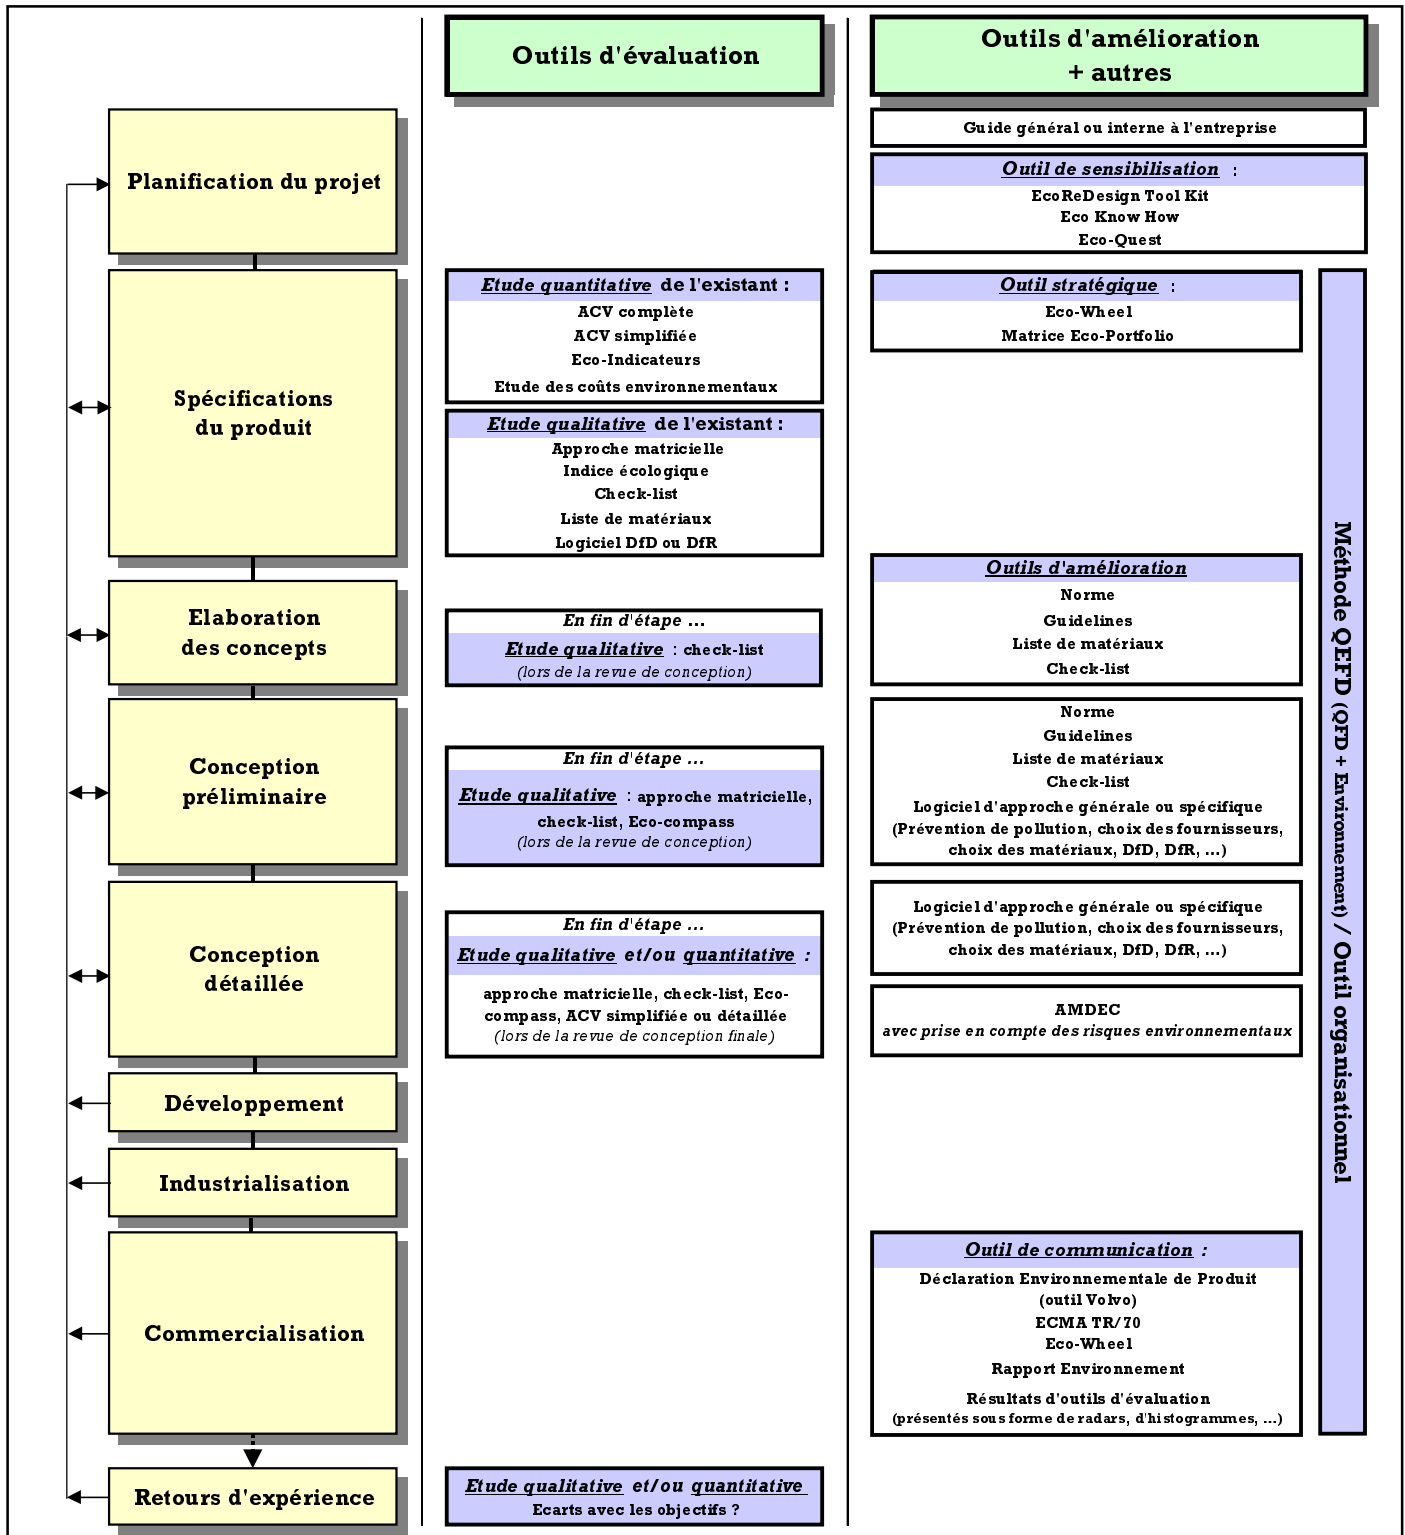 Outils d'évaluation
Outils d'amélioration
+ autres
Planification du projet
Guide général ou interne à l'entreprise
Outil de sensibilisation :
EcoReDesign Tool Kit
Eco Know How
Eco-Quest
Spécifications
du produit
Etude quantitative de l'existant :
ACV complète
ACV simplifiée
Eco-Indicateurs
Etude des coûts environnementaux
Etude qualitative de l'existant :
Approche matricielle
Indice écologique
Check-list
Liste de matériaux
Logiciel DfD ou DfR
Outil stratégique :
Eco-Wheel
Matrice Eco-Portfolio
Méthode QEFD (QFD + Environnement) / Outil organisationnel
Elaboration
des concepts
En fin d'étape ...
Etude qualitative : check-list
(lors de la revue de conception)
Outils d'amélioration
Norme
Guidelines
Liste de matériaux
Check-list
Conception
préliminaire
En fin d'étape ...
Etude qualitative : approche matricielle,
check-list, Eco-compass
(lors de la revue de conception)
Norme
Guidelines
Liste de matériaux
Check-list
Logiciel d'approche générale ou spécifique
(Prévention de pollution, choix des fournisseurs,
choix des matériaux, DfD, DfR, ...)
Conception
détaillée
En fin d'étape ...
Etude qualitative et/ou quantitative :
approche matricielle, check-list, Eco-
compass, ACV simplifiée ou détaillée
(lors de la revue de conception finale)
Logiciel d'approche générale ou spécifique
(Prévention de pollution, choix des fournisseurs,
choix des matériaux, DfD, DfR, ...)
AMDEC
avec prise en compte des risques environnementaux
Développement
Industrialisation
Commercialisation
Outil de communication :
Déclaration Environnementale de Produit
(outil Volvo)
ECMA TR/70
Eco-Wheel
Rapport Environnement
Résultats d'outils d'évaluation
(présentés sous forme de radars, d'histogrammes, ...)
Retours d'expérience
Etude qualitative et/ou quantitative
Ecarts avec les objectifs ?